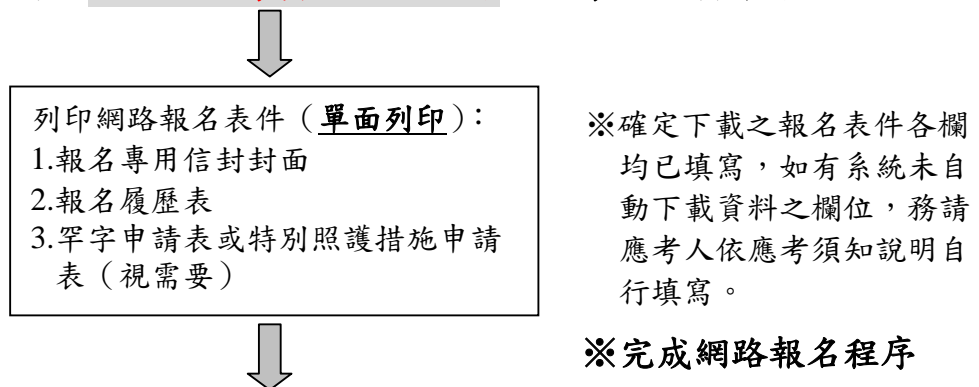 列印網路報名表件（單面列印）：
1.報名專用信封封面
2.報名履歷表
3.罕字申請表或特別照護措施申請
表（視需要）
※確定下載之報名表件各欄
均已填寫，如有系統未自
動下載資料之欄位，務請
應考人依應考須知說明自
行填寫。
※完成網路報名程序